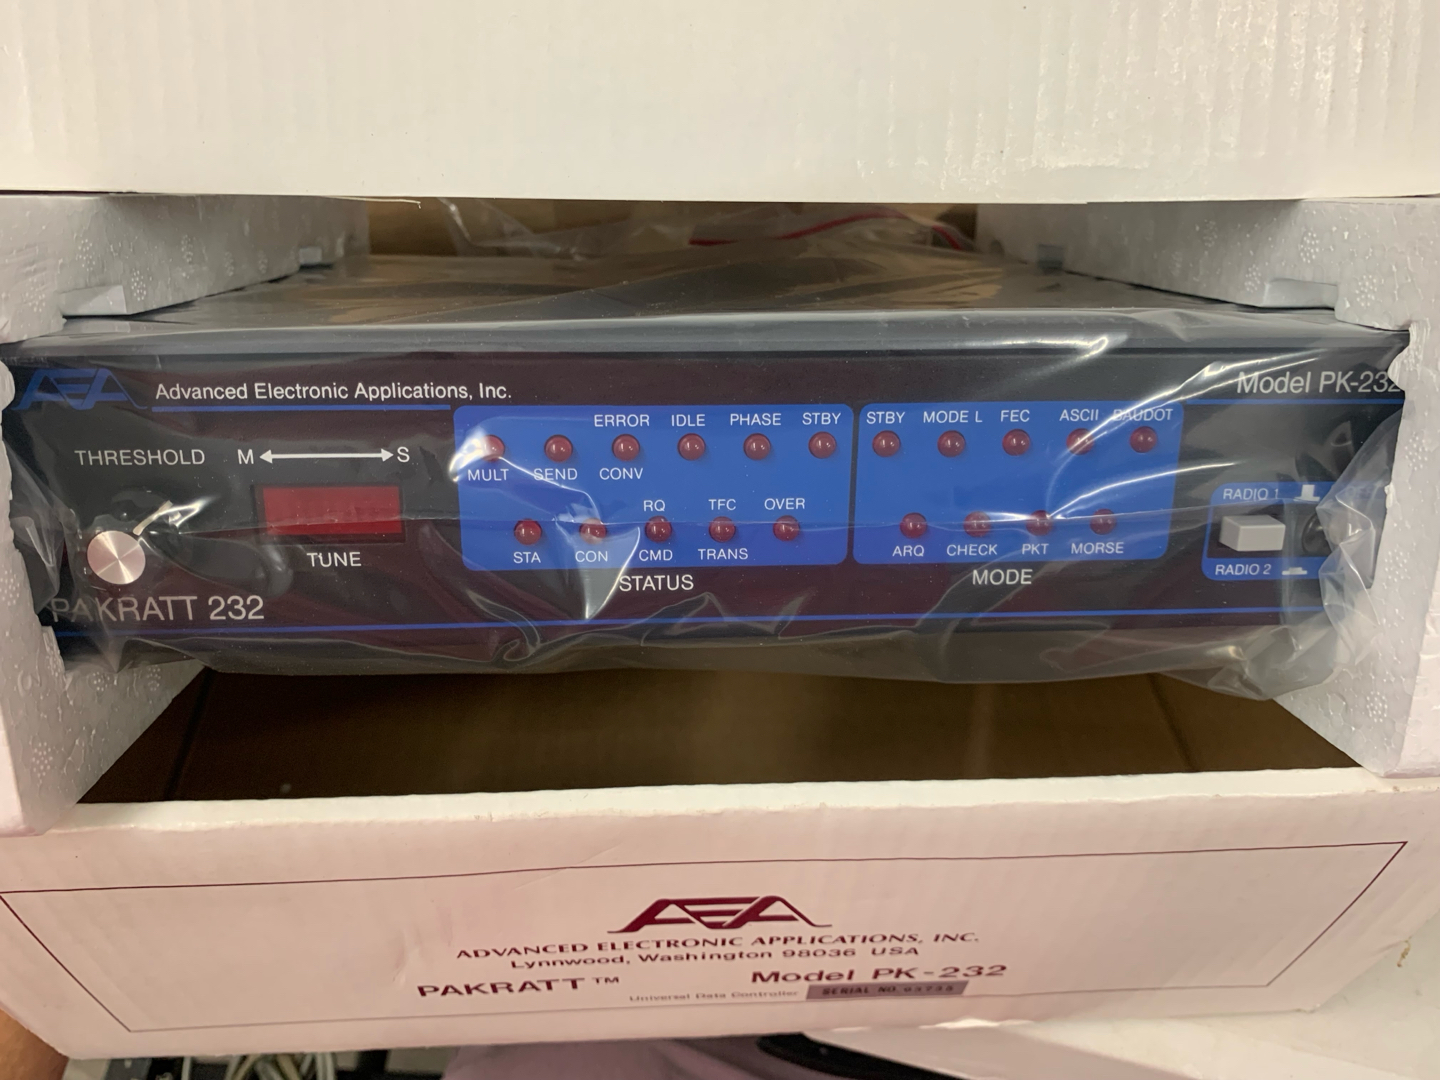 AEA Advanced Electronic Applications, Inc.
Model PK-232
THRESHOLD M S
TUNE
PAKRATT 232
ERROR IDLE PHASE STBY
MULT SEND CONV
RQ TFC OVER
STA CON CMD TRANS
STATUS
STBY MODE L FEC ASCII BAUDOT
ARQ CHECK PKT MORSE
MODE
RADIO 1
RADIO 2
AEA
ADVANCED ELECTRONIC APPLICATIONS, INC.
Lynnwood, Washington 98036 USA
PAKRATT™ Model PK-232
Universal Data Controller SERIAL NO.